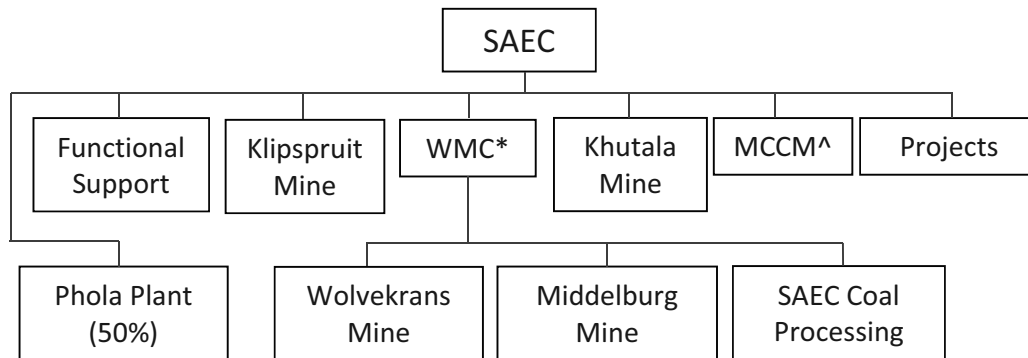 SAEC
Functional
Support
Klipspruit
Mine
WMC*
Khutala
Mine
MCCM^
Projects
Phola Plant
(50%)
Wolvekrans
Mine
Middelburg
Mine
SAEC Coal
Processing